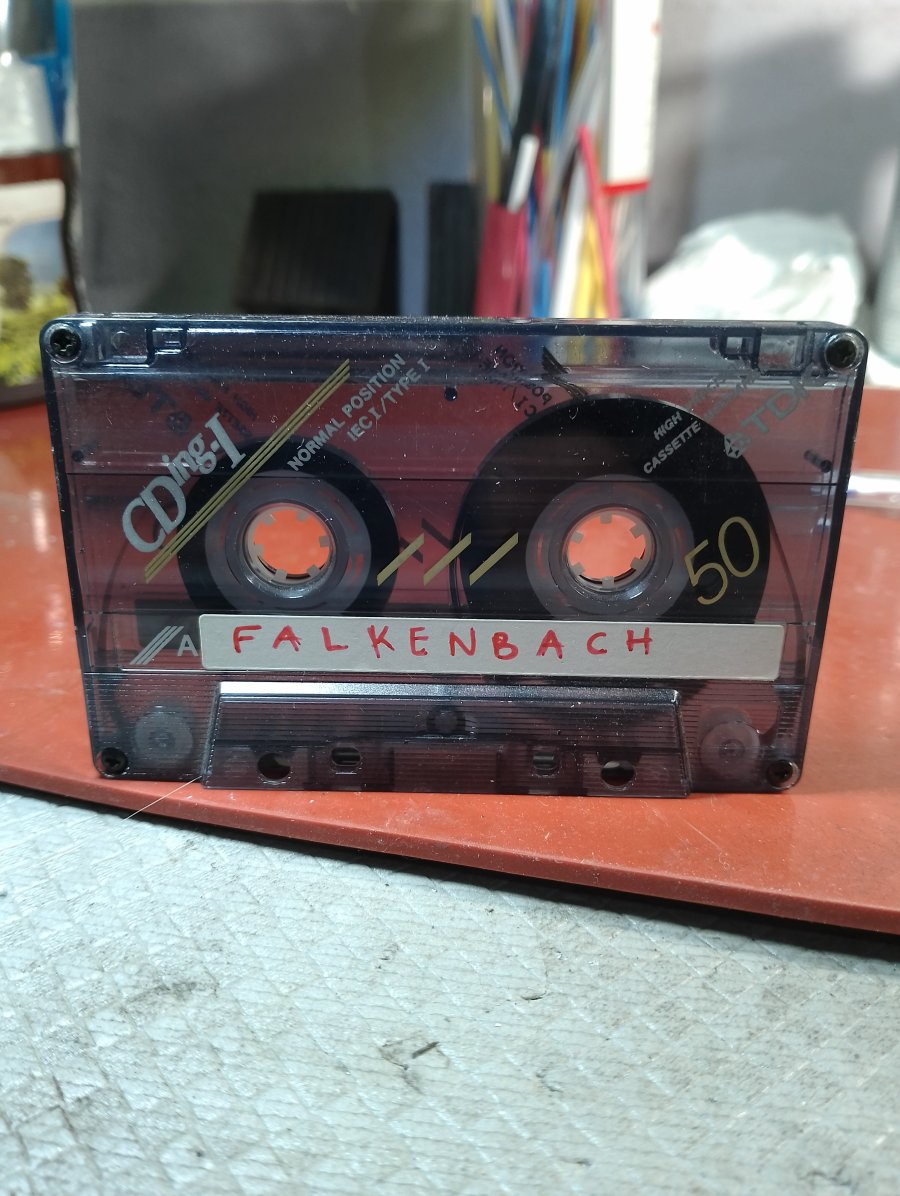 CDing-I
NORMAL POSITION
IEC I / TYPE I
HIGH
CASSETTE
TDK
50
A
FALKENBACH